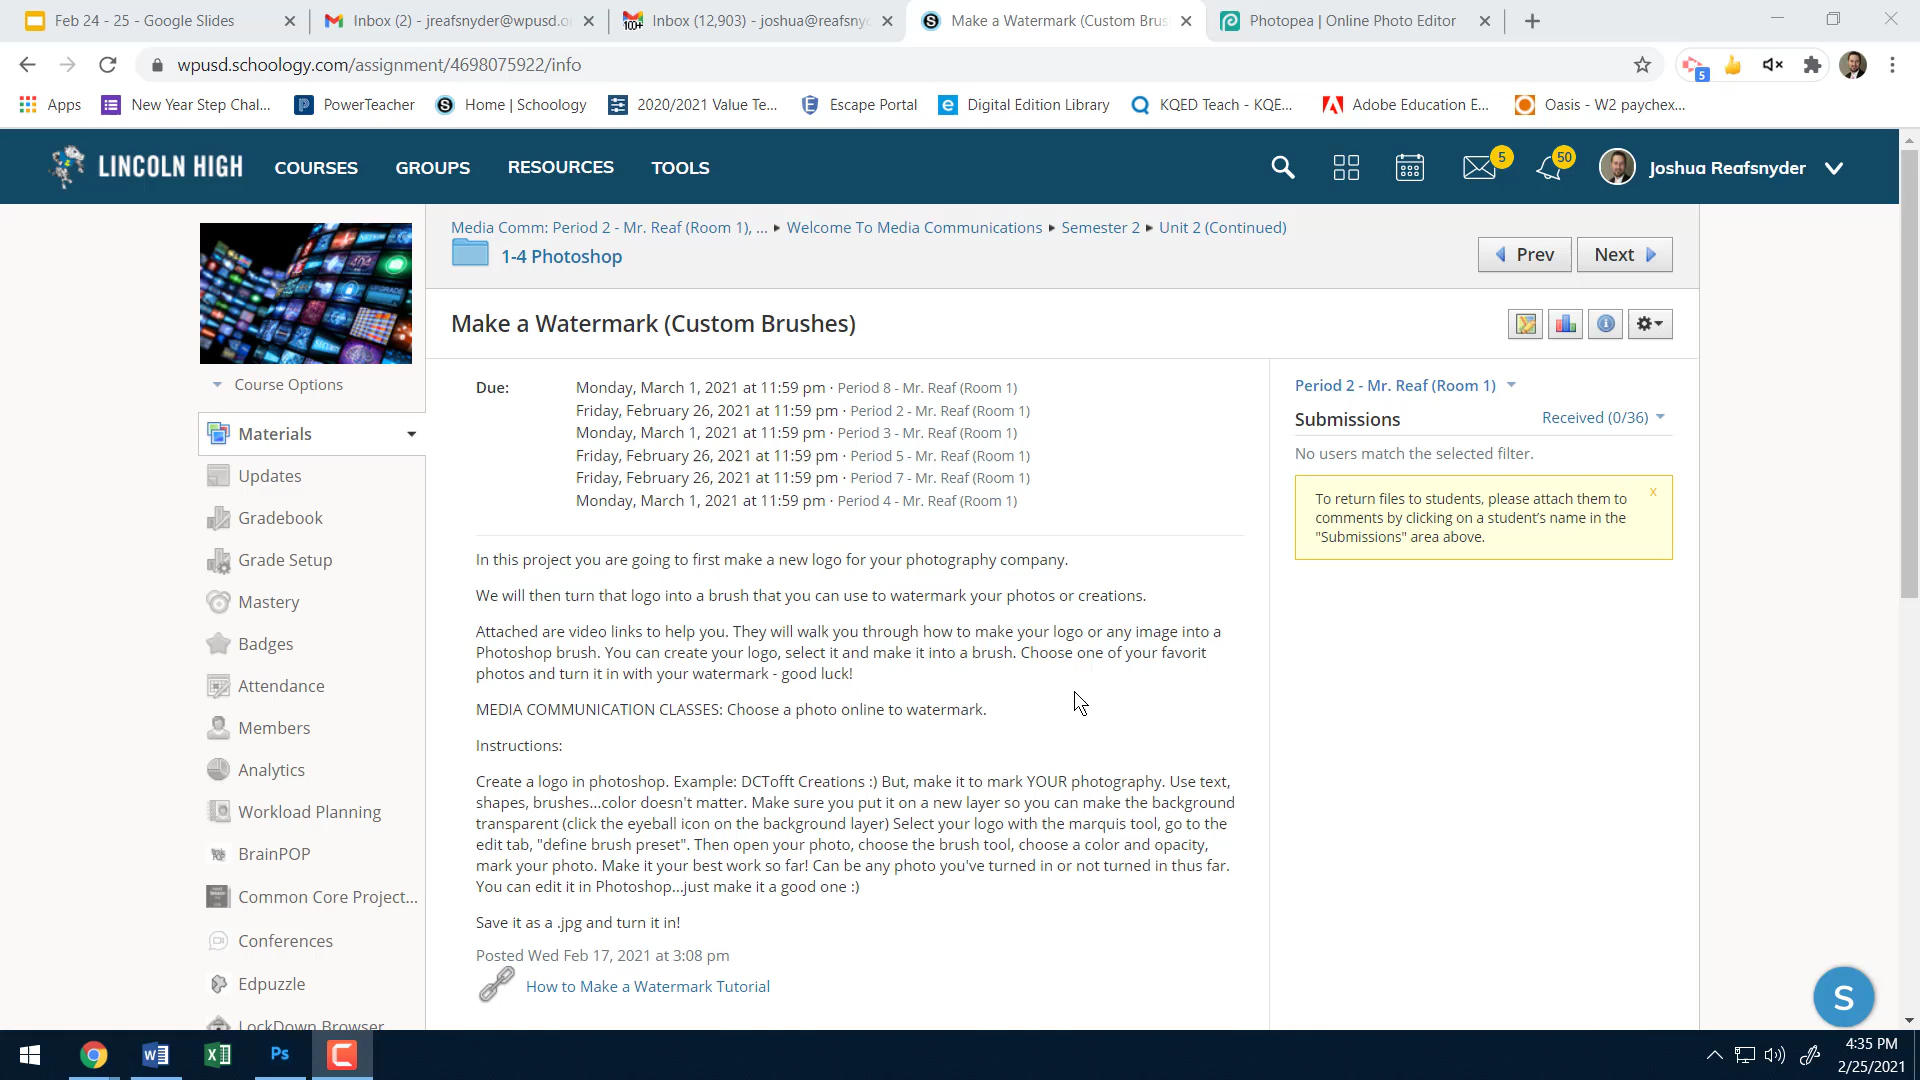 Feb 24 - 25 - Google Slides
Inbox (2) - jreafsnyder@wpusd.o
Inbox (12,903) - joshua@reafsny
Make a Watermark (Custom Brus
Photopea | Online Photo Editor
wpusd.schoology.com/assignment/4698075922/info
5
Apps
New Year Step Chal...
PowerTeacher
Home | Schoology
2020/2021 Value Te...
Escape Portal
Digital Edition Library
KQED Teach - KQE...
Adobe Education E...
Oasis - W2 paychex...
LINCOLN HIGH
COURSES
GROUPS
RESOURCES
TOOLS
5
50
Joshua Reafsnyder
Media Comm: Period 2 - Mr. Reaf (Room 1), ... ▸ Welcome To Media Communications ▸ Semester 2 ▸ Unit 2 (Continued)
1-4 Photoshop
Prev
Next
Make a Watermark (Custom Brushes)
Course Options
Materials
Updates
Gradebook
Grade Setup
Mastery
Badges
Attendance
Members
Analytics
Workload Planning
BrainPOP
Common Core Project...
Conferences
Edpuzzle
LockDown Browser
Due:
Monday, March 1, 2021 at 11:59 pm · Period 8 - Mr. Reaf (Room 1)
Friday, February 26, 2021 at 11:59 pm · Period 2 - Mr. Reaf (Room 1)
Monday, March 1, 2021 at 11:59 pm · Period 3 - Mr. Reaf (Room 1)
Friday, February 26, 2021 at 11:59 pm · Period 5 - Mr. Reaf (Room 1)
Friday, February 26, 2021 at 11:59 pm · Period 7 - Mr. Reaf (Room 1)
Monday, March 1, 2021 at 11:59 pm · Period 4 - Mr. Reaf (Room 1)
In this project you are going to first make a new logo for your photography company.
We will then turn that logo into a brush that you can use to watermark your photos or creations.
Attached are video links to help you. They will walk you through how to make your logo or any image into a
Photoshop brush. You can create your logo, select it and make it into a brush. Choose one of your favorit
photos and turn it in with your watermark - good luck!
MEDIA COMMUNICATION CLASSES: Choose a photo online to watermark.
Instructions:
Create a logo in photoshop. Example: DCTofft Creations :) But, make it to mark YOUR photography. Use text,
shapes, brushes...color doesn't matter. Make sure you put it on a new layer so you can make the background
transparent (click the eyeball icon on the background layer) Select your logo with the marquis tool, go to the
edit tab, "define brush preset". Then open your photo, choose the brush tool, choose a color and opacity,
mark your photo. Make it your best work so far! Can be any photo you've turned in or not turned in thus far.
You can edit it in Photoshop...just make it a good one :)
Save it as a .jpg and turn it in!
Posted Wed Feb 17, 2021 at 3:08 pm
How to Make a Watermark Tutorial
Period 2 - Mr. Reaf (Room 1)
Submissions
Received (0/36)
No users match the selected filter.
To return files to students, please attach them to
comments by clicking on a student's name in the
"Submissions" area above.
x
S
Ps
4:35 PM
2/25/2021